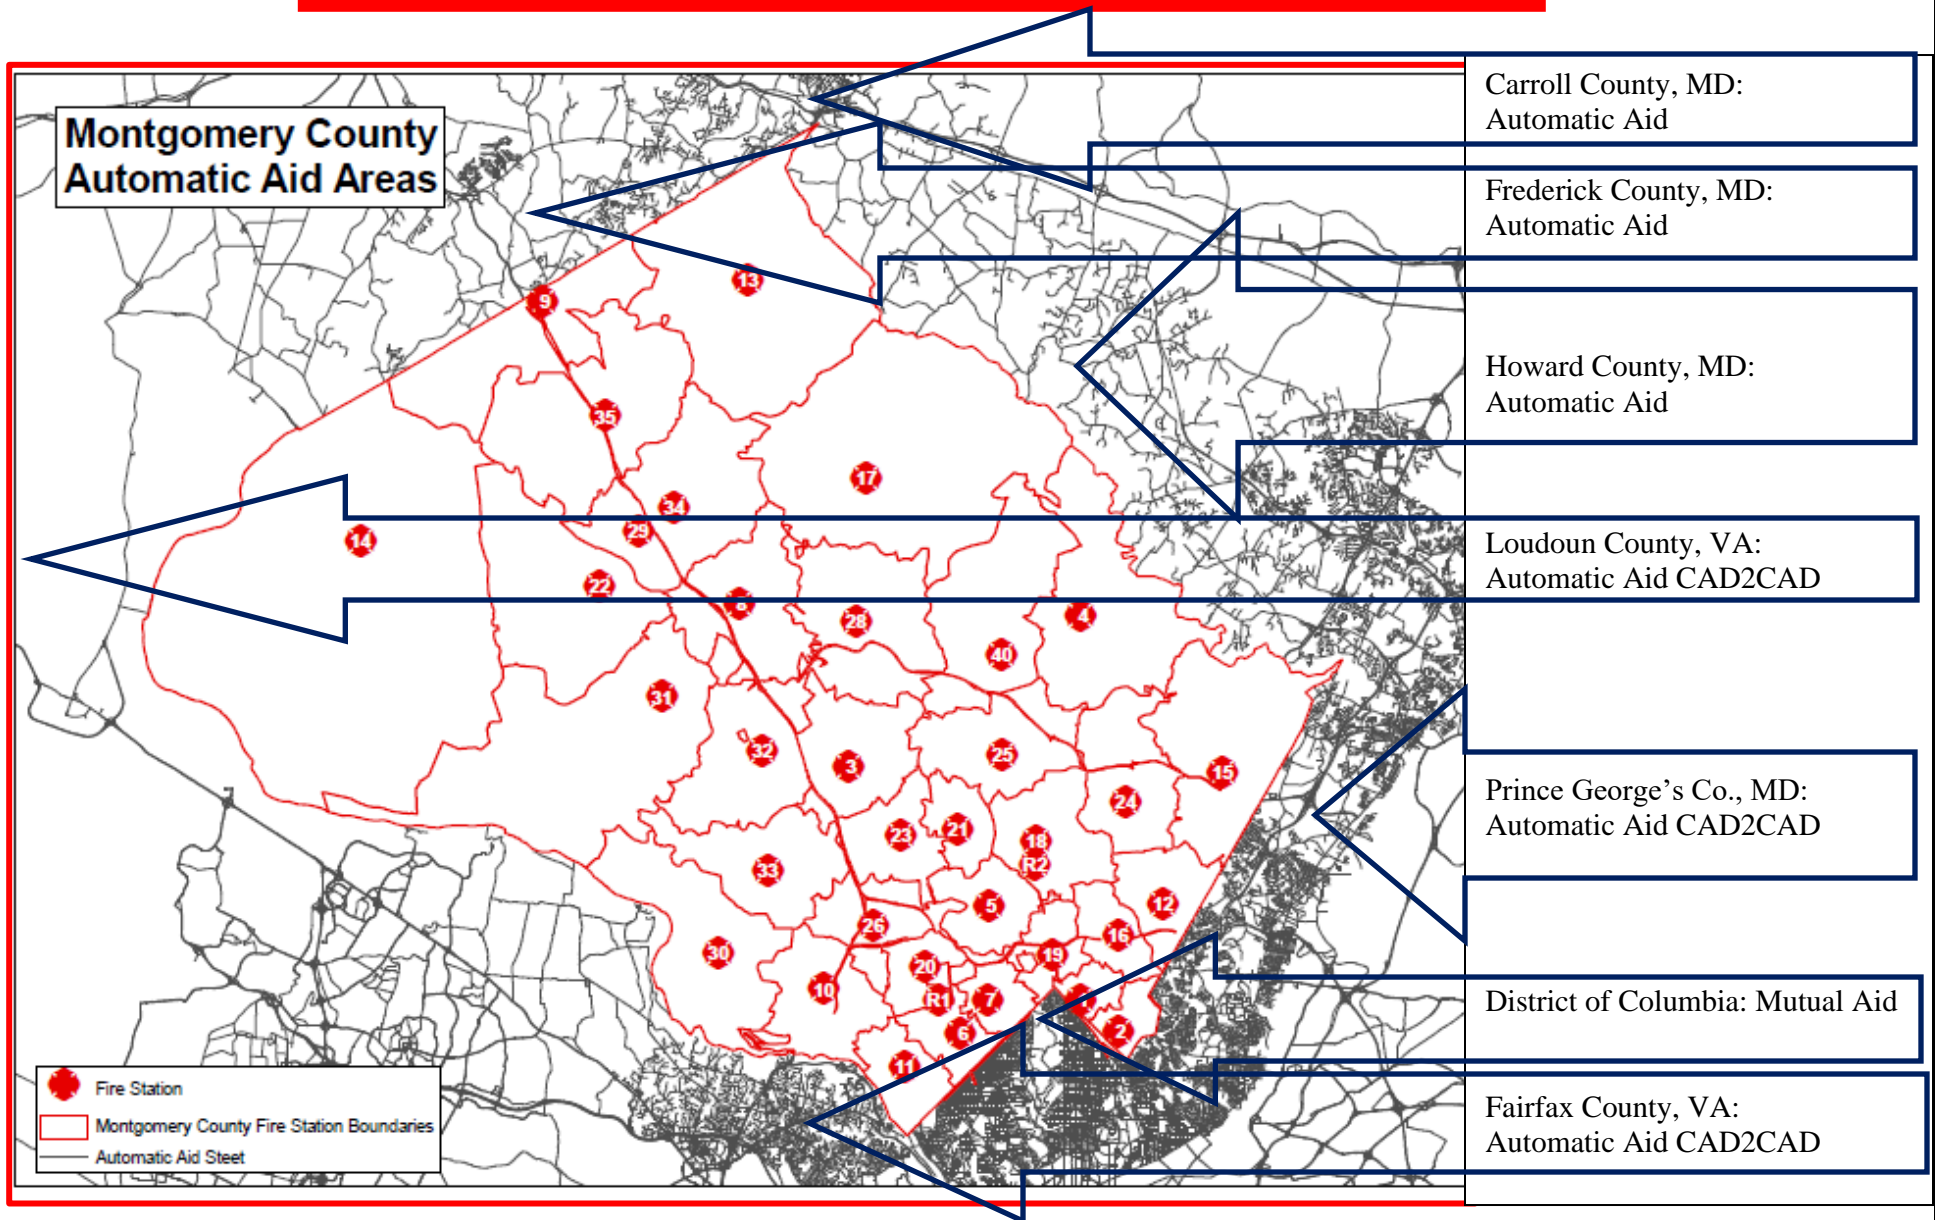 Montgomery County
Automatic Aid Areas
Carroll County, MD:
Automatic Aid
Frederick County, MD:
Automatic Aid
Howard County, MD:
Automatic Aid
Loudoun County, VA:
Automatic Aid CAD2CAD
Prince George’s Co., MD:
Automatic Aid CAD2CAD
District of Columbia: Mutual Aid
Fairfax County, VA:
Automatic Aid CAD2CAD
13
9
35
17
34
29
14
22
8
28
4
40
31
32
3
25
15
24
23
21
18
R2
33
5
12
26
16
30
19
20
10
R1
7
1
6
2
11
Fire Station
Montgomery County Fire Station Boundaries
Automatic Aid Steet